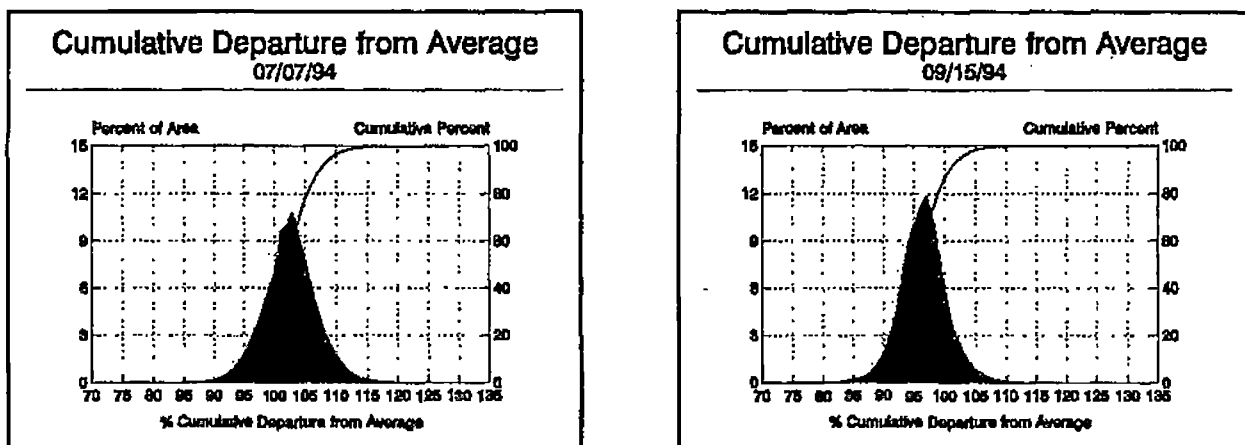 Cumulative Departure from Average
07/07/94
Percent of Area Cumulative Percent
15 100
12 80
9 60
6 40
3 20
0 0
70 75 80 85 90 95 100 105 110 115 120 125 130 135
% Cumulative Departure from Average
Cumulative Departure from Average
09/15/94
Percent of Area Cumulative Percent
15 100
12 80
9 60
6 40
3 20
0 0
70 75 80 85 90 95 100 105 110 115 120 125 130 135
% Cumulative Departure from Average